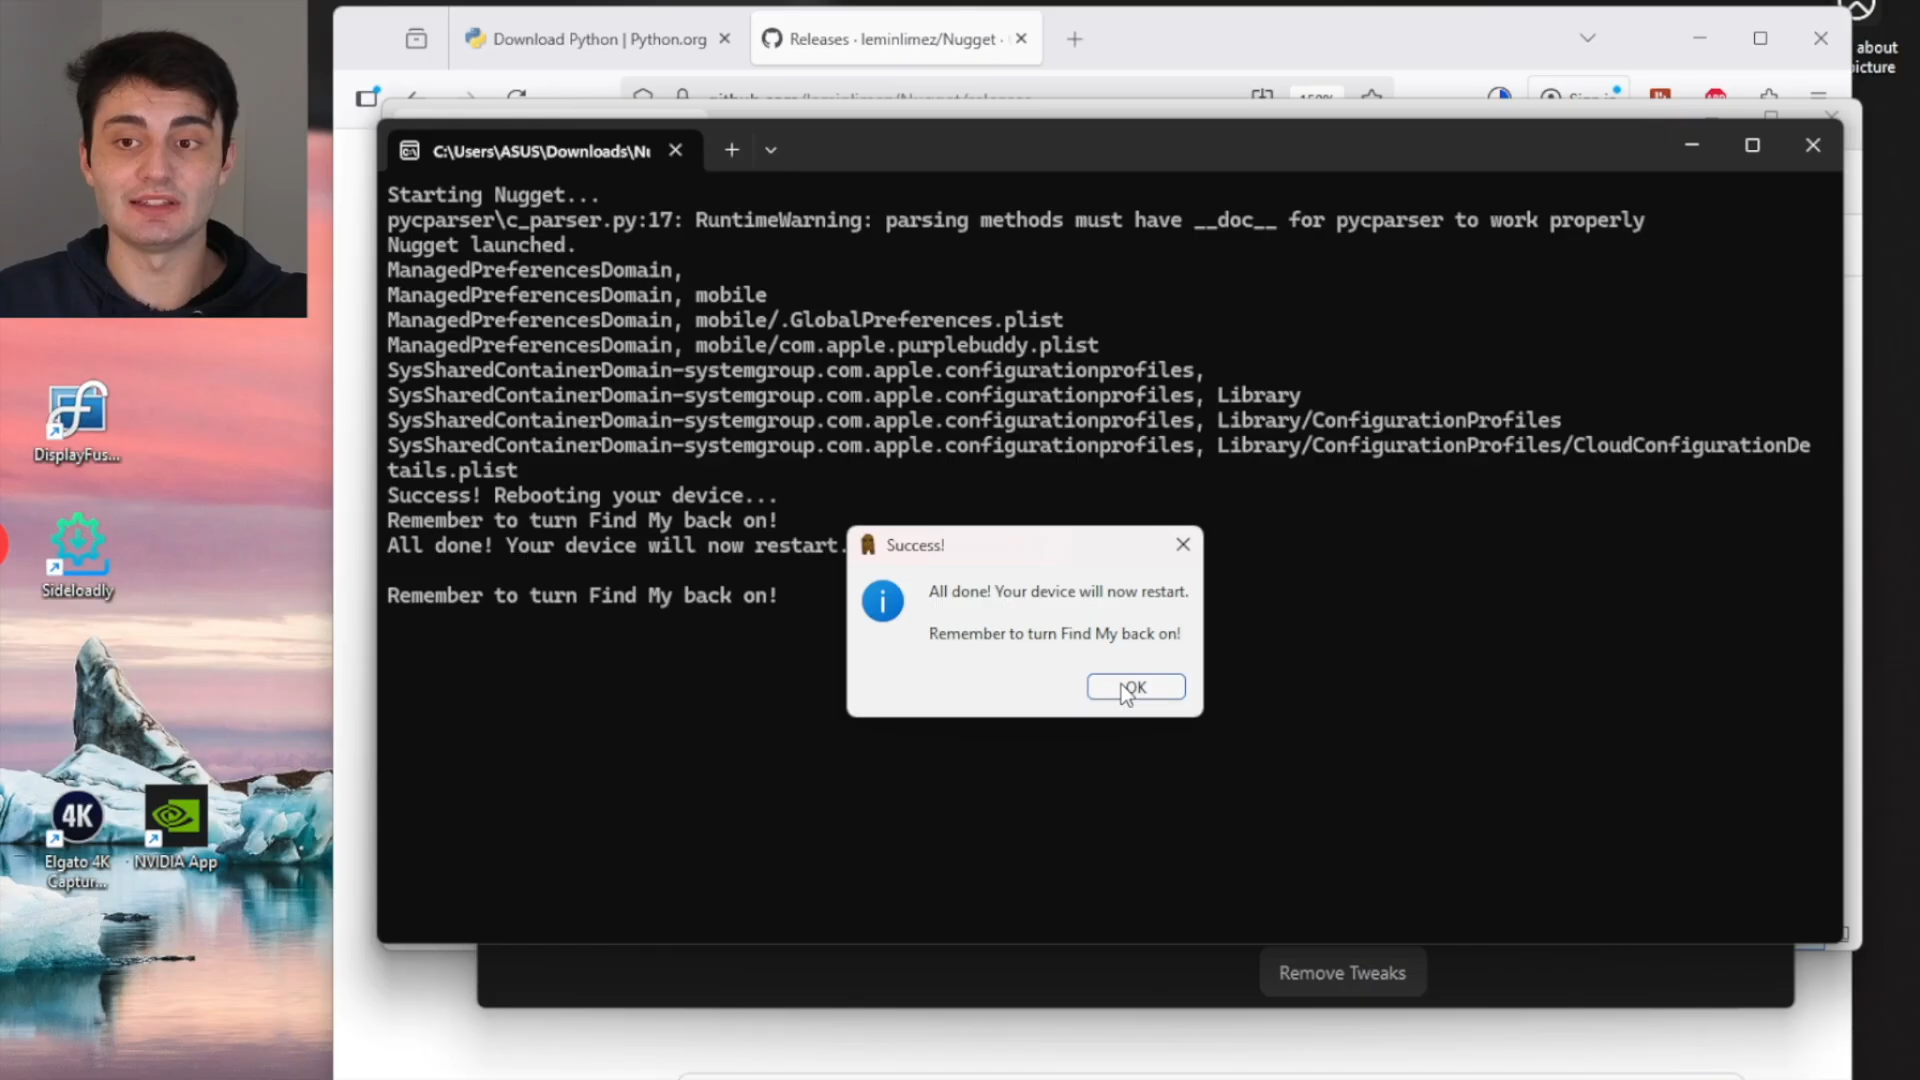 Download Python | Python.org
Releases · leminlimez/Nugget ·
about
picture
C:\Users\ASUS\Downloads\Nu
Starting Nugget...
pycparser\c_parser.py:17: RuntimeWarning: parsing methods must have __doc__ for pycparser to work properly
Nugget launched.
ManagedPreferencesDomain,
ManagedPreferencesDomain, mobile
ManagedPreferencesDomain, mobile/.GlobalPreferences.plist
ManagedPreferencesDomain, mobile/com.apple.purplebuddy.plist
SysSharedContainerDomain-systemgroup.com.apple.configurationprofiles,
SysSharedContainerDomain-systemgroup.com.apple.configurationprofiles, Library
SysSharedContainerDomain-systemgroup.com.apple.configurationprofiles, Library/ConfigurationProfiles
SysSharedContainerDomain-systemgroup.com.apple.configurationprofiles, Library/ConfigurationProfiles/CloudConfigurationDe
tails.plist
Success! Rebooting your device...
Remember to turn Find My back on!
All done! Your device will now restart.
Remember to turn Find My back on!
Success!
All done! Your device will now restart.
Remember to turn Find My back on!
OK
Remove Tweaks
DisplayFus...
Sideloadly
4K
Elgato 4K
Captur...
NVIDIA App